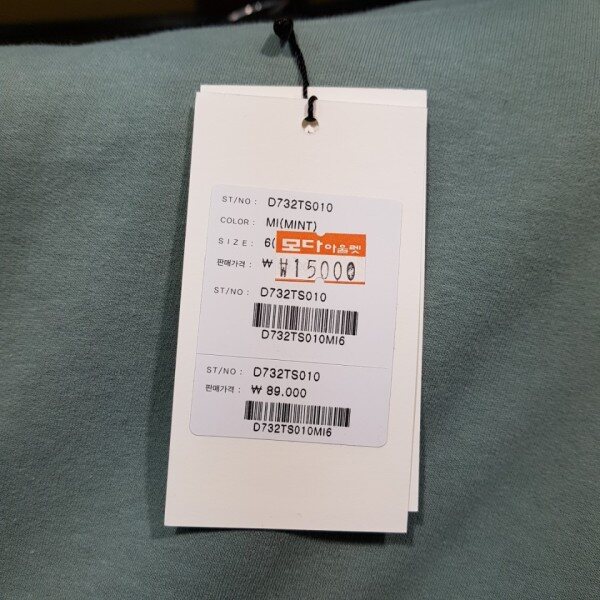 ST/NO : D732TS010
COLOR : MI(MINT)
SIZE : 6(
모다아울렛
판매가격 : ₩ ₩15000
ST/NO : D732TS010
D732TS010MI6
ST/NO : D732TS010
판매가격 : ₩ 89.000
D732TS010MI6